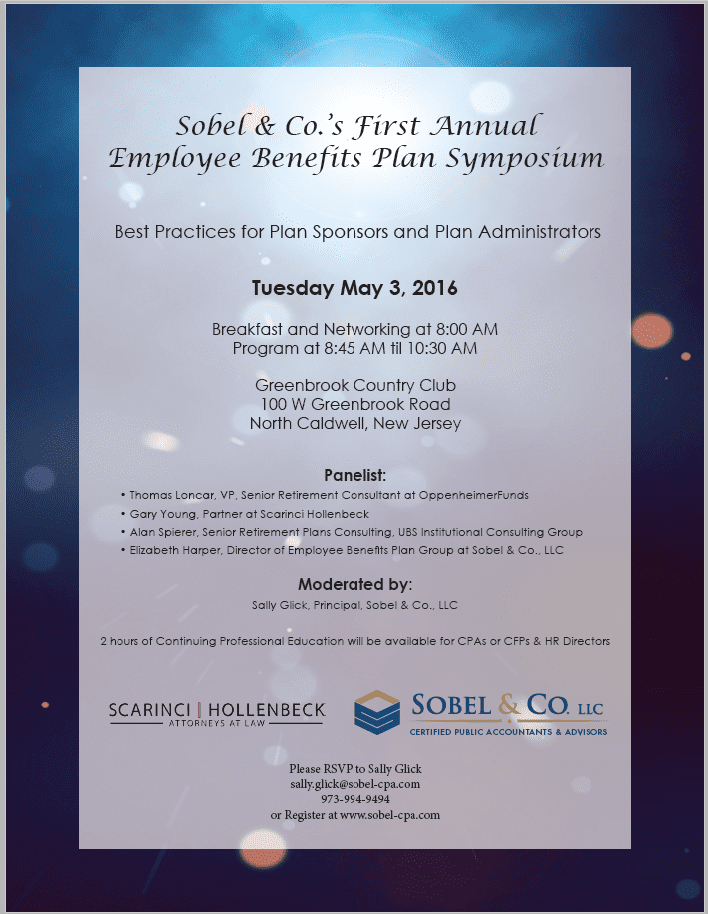 Sobel & Co.'s First Annual
Employee Benefits Plan Symposium
Best Practices for Plan Sponsors and Plan Administrators
Tuesday May 3, 2016
Breakfast and Networking at 8:00 AM
Program at 8:45 AM til 10:30 AM
Greenbrook Country Club
100 W Greenbrook Road
North Caldwell, New Jersey
Panelist:
• Thomas Loncar, VP, Senior Retirement Consultant at OppenheimerFunds
• Gary Young, Partner at Scarinci Hollenbeck
• Alan Spierer, Senior Retirement Plans Consulting, UBS Institutional Consulting Group
• Elizabeth Harper, Director of Employee Benefits Plan Group at Sobel & Co., LLC
Moderated by:
Sally Glick, Principal, Sobel & Co., LLC
2 hours of Continuing Professional Education will be available for CPAs or CFPs & HR Directors
SCARINCI | HOLLENBECK
ATTORNEYS AT LAW
SOBEL & CO. LLC
CERTIFIED PUBLIC ACCOUNTANTS & ADVISORS
Please RSVP to Sally Glick
sally.glick@sobel-cpa.com
973-994-9494
or Register at www.sobel-cpa.com